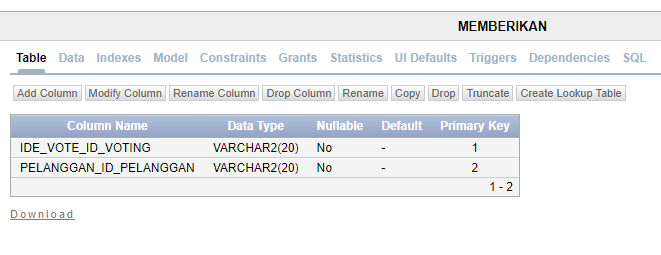 MEMBERIKAN
Table Data Indexes Model Constraints Grants Statistics UI Defaults Triggers Dependencies SQL
Add Column Modify Column Rename Column Drop Column Rename Copy Drop Truncate Create Lookup Table
Column Name Data Type Nullable Default Primary Key
IDE_VOTE_ID_VOTING VARCHAR2(20) No - 1
PELANGGAN_ID_PELANGGAN VARCHAR2(20) No - 2
1 - 2
Download